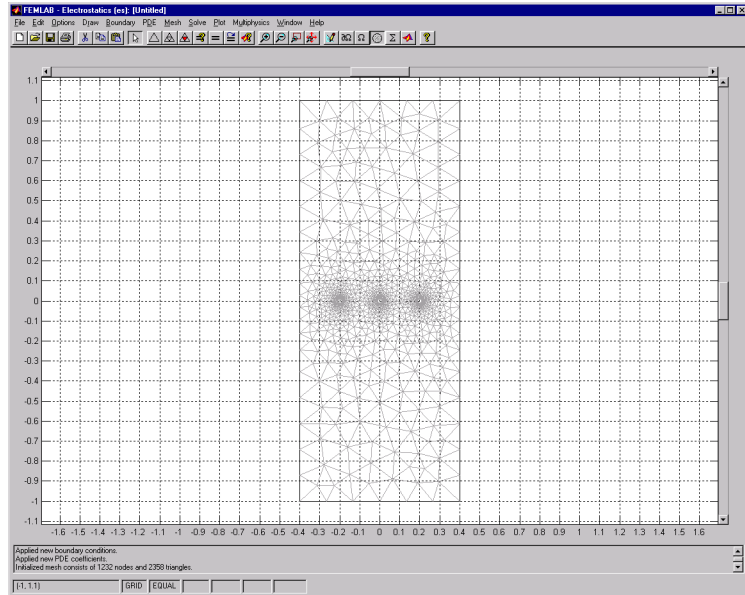 FEMLAB - Electrostatics (es): [Untitled]
File Edit Options Draw Boundary PDE Mesh Solve Plot Multiphysics Window Help
∂Ω Ω Σ ?
1.1
1
0.9
0.8
0.7
0.6
0.5
0.4
0.3
0.2
0.1
0
-0.1
-0.2
-0.3
-0.4
-0.5
-0.6
-0.7
-0.8
-0.9
-1
-1.1
-1.6 -1.5 -1.4 -1.3 -1.2 -1.1 -1 -0.9 -0.8 -0.7 -0.6 -0.5 -0.4 -0.3 -0.2 -0.1 0 0.1 0.2 0.3 0.4 0.5 0.6 0.7 0.8 0.9 1 1.1 1.2 1.3 1.4 1.5 1.6
Applied new boundary conditions.
Applied new PDE coefficients.
Initialized mesh consists of 1232 nodes and 2358 triangles.
(-1, 1.1) GRID EQUAL